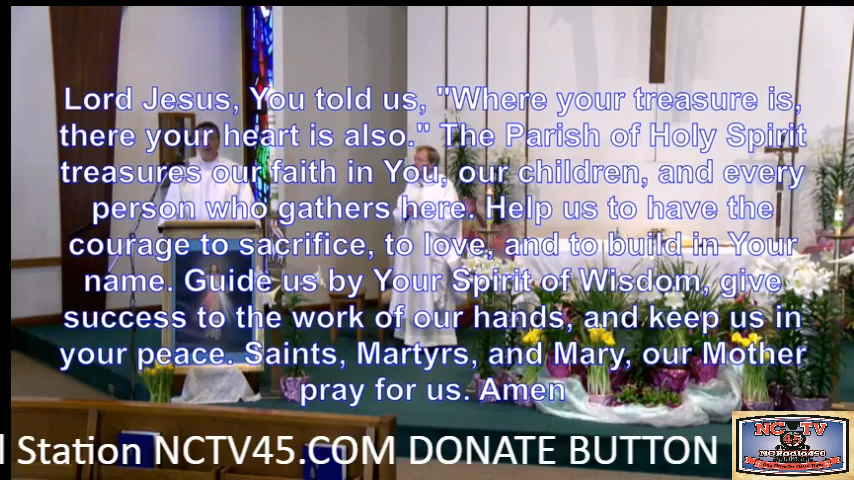 Lord Jesus, You told us, "Where your treasure is,
there your heart is also." The Parish of Holy Spirit
treasures our faith in You, our children, and every
person who gathers here. Help us to have the
courage to sacrifice, to love, and to build in Your
name. Guide us by Your Spirit of Wisdom, give
success to the work of our hands, and keep us in
your peace. Saints, Martyrs, and Mary, our Mother
pray for us. Amen
Station NCTV45.COM DONATE BUTTON
NC TV
45
NCRadio450